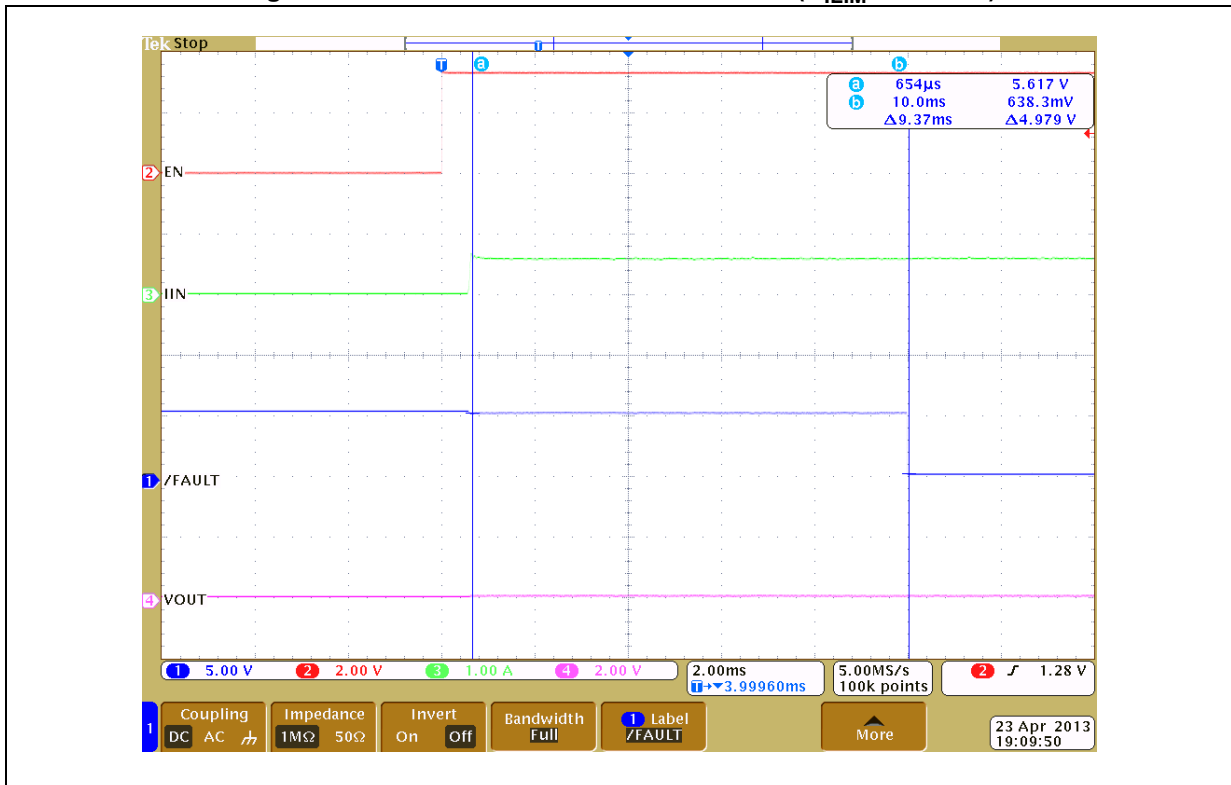 Tek Stop
T
T a b
a 654µs 5.617 V
b 10.0ms 638.3mV
Δ9.37ms Δ4.979 V
2 EN
3 IIN
1 /FAULT
4 VOUT
1 5.00 V 2 2.00 V 3 1.00 A 4 2.00 V
2.00ms
T→▼3.99960ms
5.00MS/s
100k points
2 ∫ 1.28 V
1
Coupling
DC AC
Impedance
1MΩ 50Ω
Invert
On Off
Bandwidth
Full
1 Label
/FAULT
More
23 Apr 2013
19:09:50